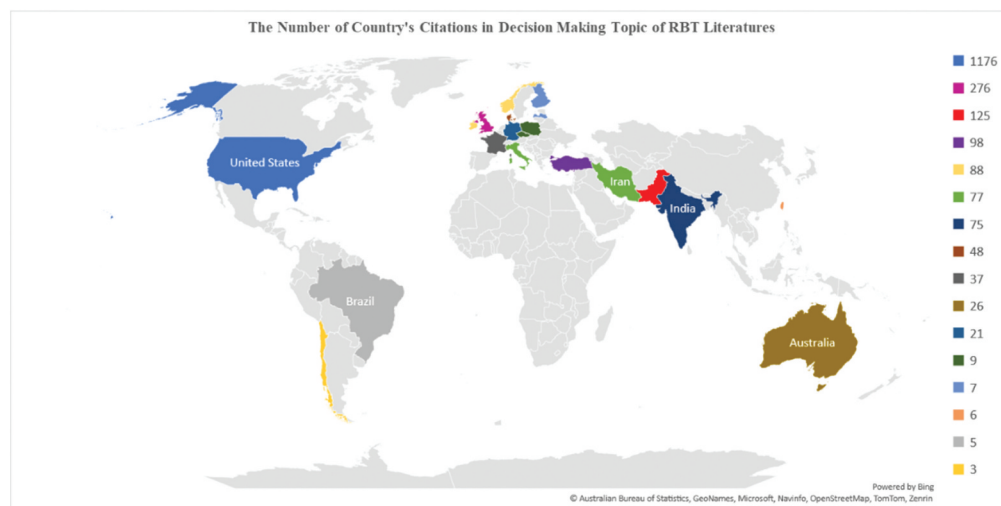 The Number of Country's Citations in Decision Making Topic of RBT Literatures
1176
276
125
98
88
77
75
48
37
26
21
9
7
6
5
3
United States
Iran
India
Brazil
Australia
Powered by Bing
© Australian Bureau of Statistics, GeoNames, Microsoft, Navinfo, OpenStreetMap, TomTom, Zenrin